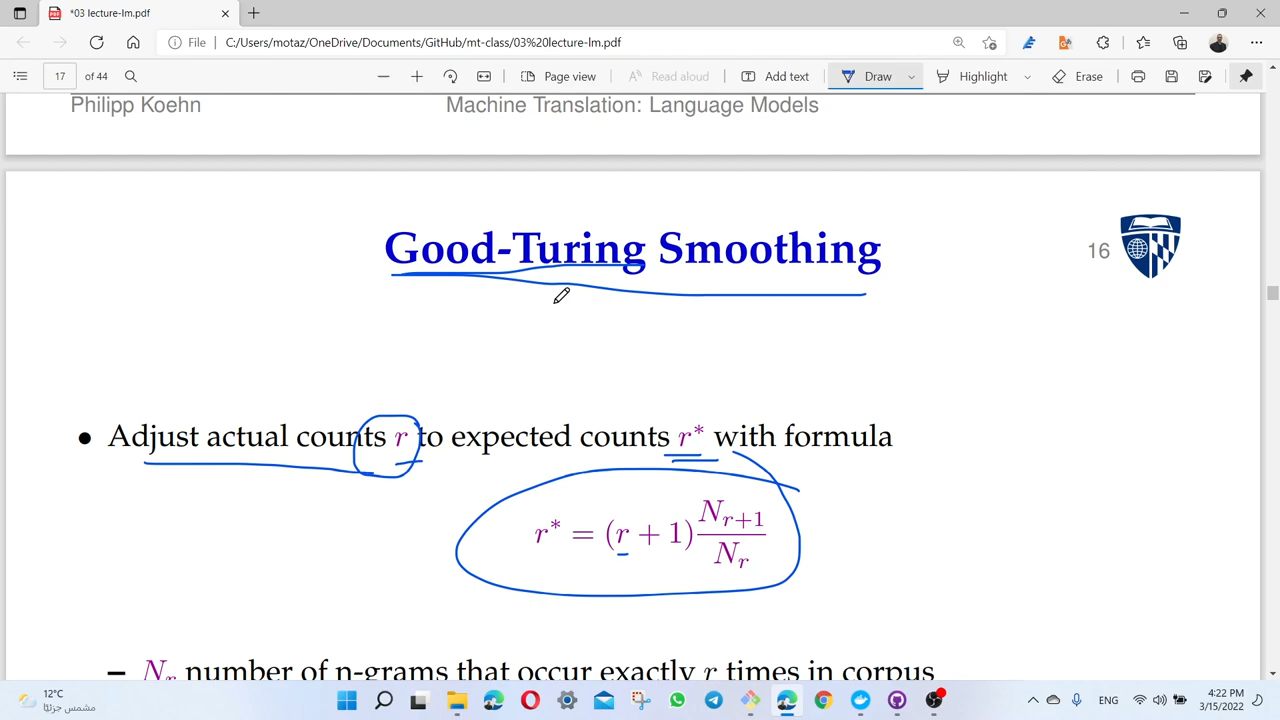 *03 lecture-lm.pdf
File
C:/Users/motaz/OneDrive/Documents/GitHub/mt-class/03%20lecture-lm.pdf
17 of 44
Page view
Read aloud
Add text
Draw
Highlight
Erase
Philipp Koehn
Machine Translation: Language Models
Good-Turing Smoothing
16
• Adjust actual counts r to expected counts r* with formula
r* = (r + 1) N_{r+1} / N_r
– N_r number of n-grams that occur exactly r times in corpus
12°C
مشمس جزئيًا
ENG
4:22 PM
3/15/2022